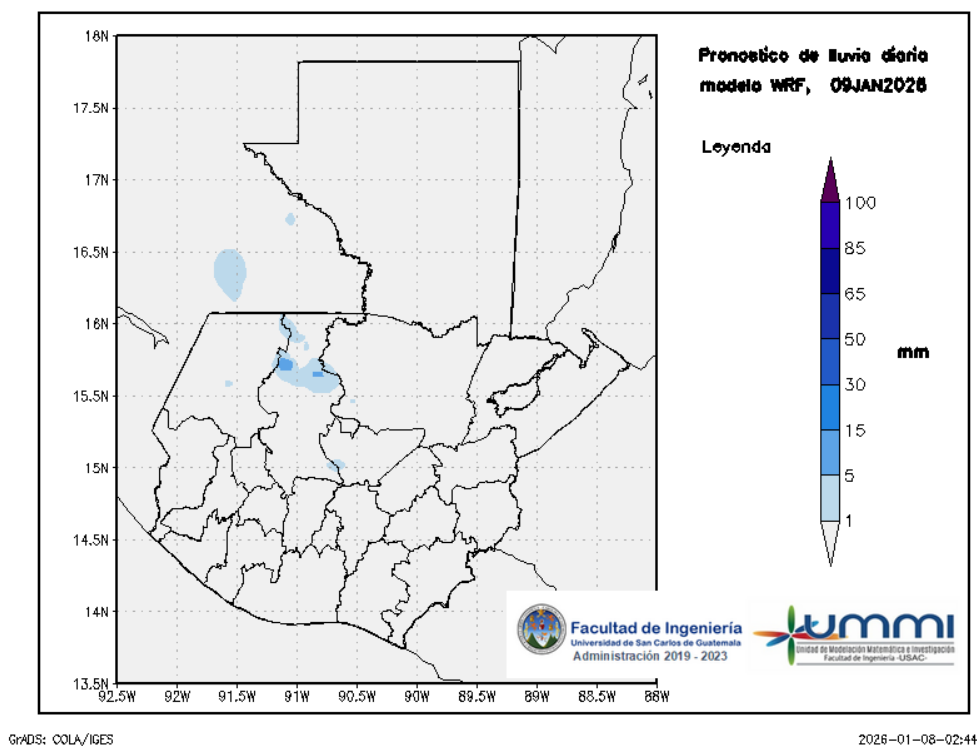 Pronostico de lluvia diaria
modelo WRF, 09JAN2026
Leyenda
100
85
65
50
30
15
5
1
mm
18N
17.5N
17N
16.5N
16N
15.5N
15N
14.5N
14N
13.5N
92.5W 92W 91.5W 91W 90.5W 90W 89.5W 89W 88.5W 88W
Facultad de Ingeniería
Universidad de San Carlos de Guatemala
Administración 2019 - 2023
UMMI
Unidad de Modelación Matemática e Investigación
Facultad de Ingeniería -USAC-
GrADS: COLA/IGES
2026-01-08-02:44